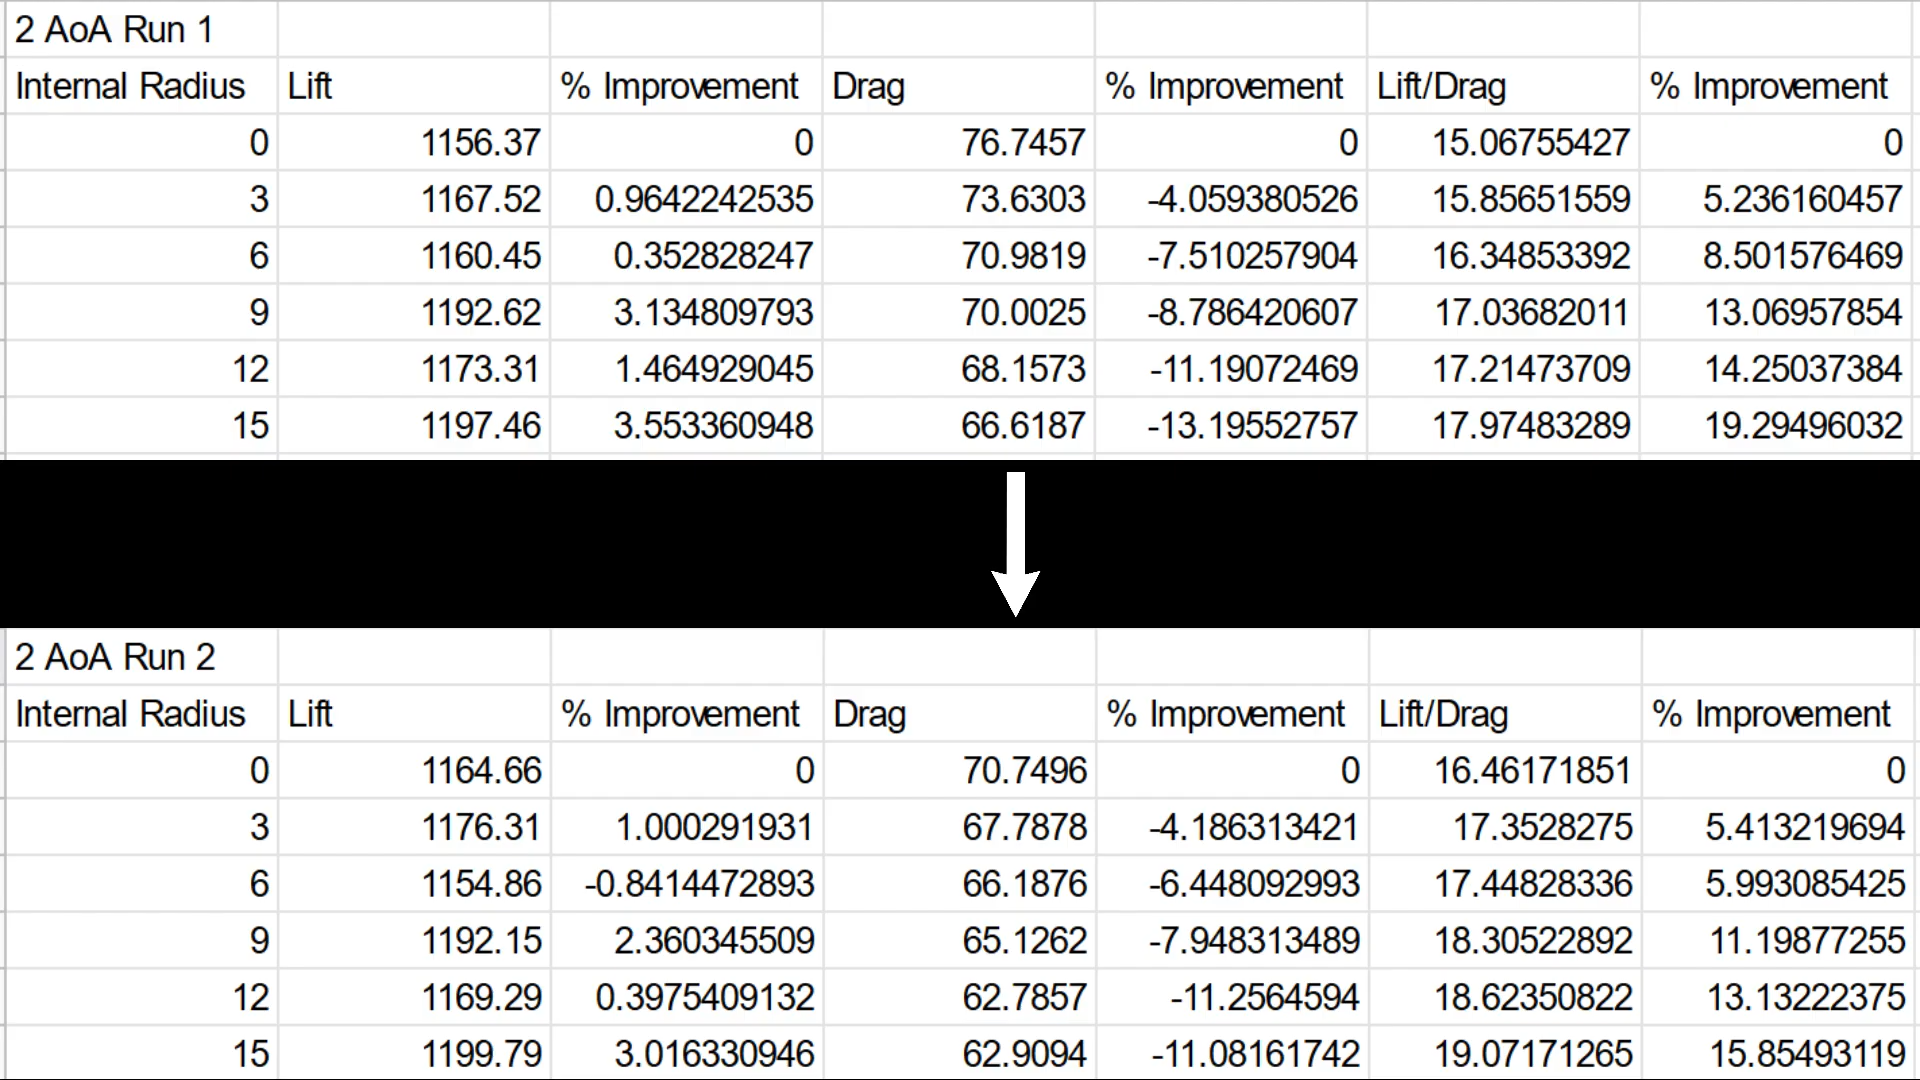 2 AoA Run 1
Internal Radius Lift % Improvement Drag % Improvement Lift/Drag % Improvement
0 1156.37 0 76.7457 0 15.06755427 0
3 1167.52 0.9642242535 73.6303 -4.059380526 15.85651559 5.236160457
6 1160.45 0.352828247 70.9819 -7.510257904 16.34853392 8.501576469
9 1192.62 3.134809793 70.0025 -8.786420607 17.03682011 13.06957854
12 1173.31 1.464929045 68.1573 -11.19072469 17.21473709 14.25037384
15 1197.46 3.553360948 66.6187 -13.19552757 17.97483289 19.29496032
2 AoA Run 2
Internal Radius Lift % Improvement Drag % Improvement Lift/Drag % Improvement
0 1164.66 0 70.7496 0 16.46171851 0
3 1176.31 1.000291931 67.7878 -4.186313421 17.3528275 5.413219694
6 1154.86 -0.8414472893 66.1876 -6.448092993 17.44828336 5.993085425
9 1192.15 2.360345509 65.1262 -7.948313489 18.30522892 11.19877255
12 1169.29 0.3975409132 62.7857 -11.2564594 18.62350822 13.13222375
15 1199.79 3.016330946 62.9094 -11.08161742 19.07171265 15.85493119